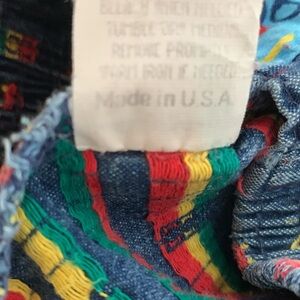 BLEACH WHEN NEEDED
TUMBLE DRY MEDIUM
REMOVE PROMPTLY
WARM IRON IF NEEDED
Made in U.S.A.